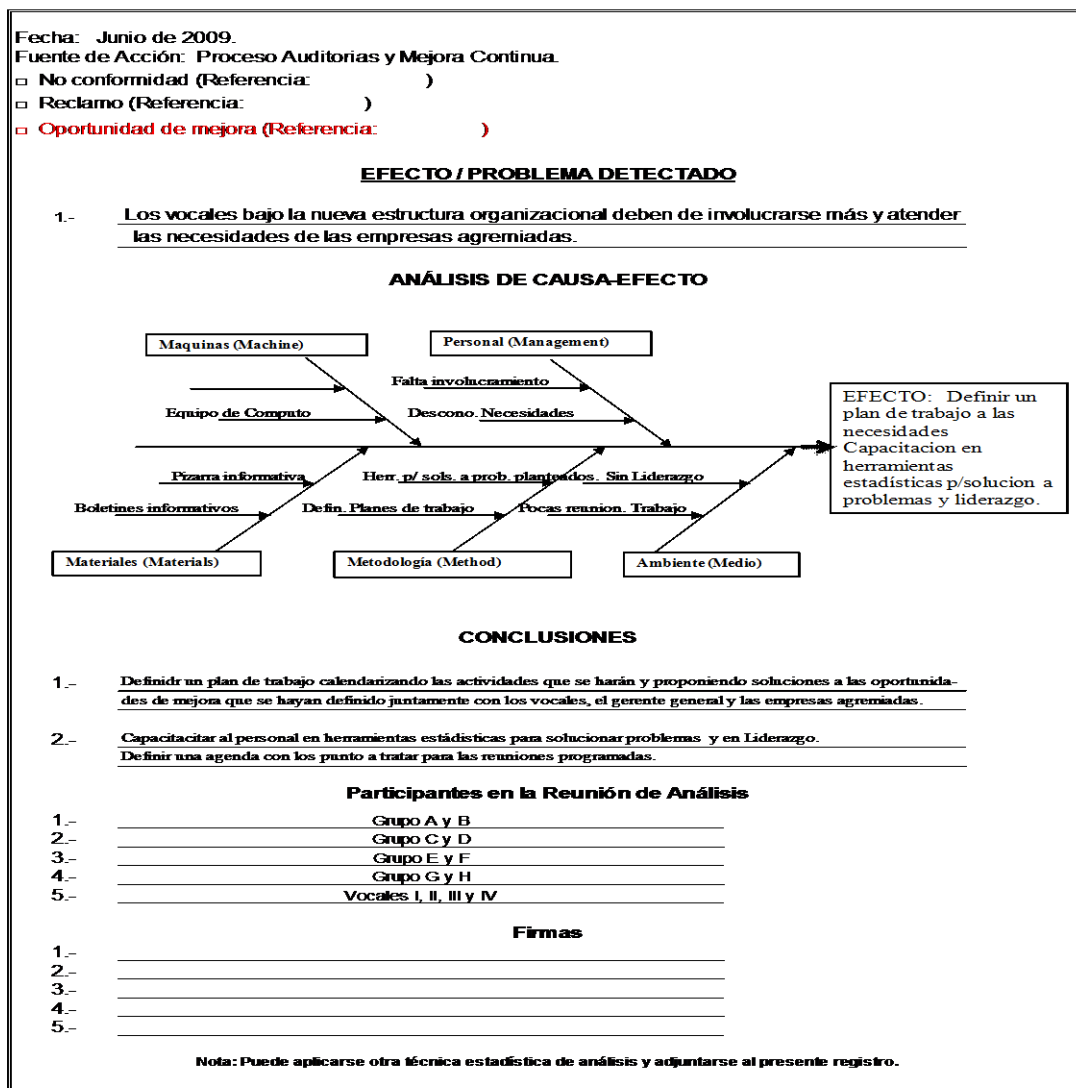 Fecha: Junio de 2009.
Fuente de Acción: Proceso Auditorias y Mejora Continua.
□ No conformidad (Referencia: )
□ Reclamo (Referencia: )
□ Oportunidad de mejora (Referencia: )
EFECTO / PROBLEMA DETECTADO
1.- Los vocales bajo la nueva estructura organizacional deben de involucrarse más y atender
las necesidades de las empresas agremiadas.
ANÁLISIS DE CAUSA-EFECTO
Maquinas (Machine)
Personal (Management)
Falta involucramiento
Equipo de Computo
Descono. Necesidades
EFECTO: Definir un
plan de trabajo a las
necesidades
Capacitacion en
herramientas
estadísticas p/solucion a
problemas y liderazgo.
Pizarra informativa
Herr. p/ sols. a prob. planteados.
Sin Liderazgo
Boletines informativos
Defin. Planes de trabajo
Pocas reunion. Trabajo
Materiales (Materials)
Metodología (Method)
Ambiente (Medio)
CONCLUSIONES
1.- Definidr un plan de trabajo calendarizando las actividades que se harán y proponiendo soluciones a las oportunida-
des de mejora que se hayan definido juntamente con los vocales, el gerente general y las empresas agremiadas.
2.- Capacitacitar al personal en herramientas estádisticas para solucionar problemas y en Liderazgo.
Definir una agenda con los punto a tratar para las reuniones programadas.
Participantes en la Reunión de Análisis
1.- Grupo A y B
2.- Grupo C y D
3.- Grupo E y F
4.- Grupo G y H
5.- Vocales I, II, III y IV
Firmas
1.-
2.-
3.-
4.-
5.-
Nota: Puede aplicarse otra técnica estadística de análisis y adjuntarse al presente registro.